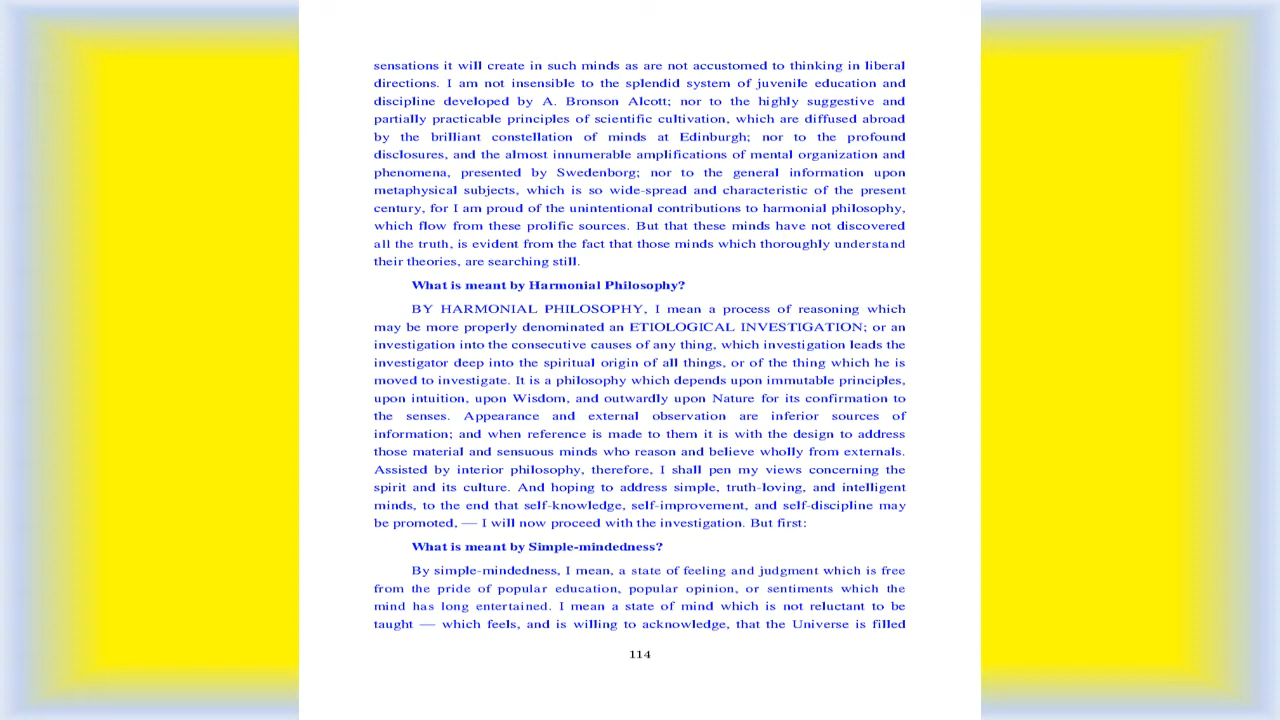 sensations it will create in such minds as are not accustomed to thinking in liberal
directions. I am not insensible to the splendid system of juvenile education and
discipline developed by A. Bronson Alcott; nor to the highly suggestive and
partially practicable principles of scientific cultivation, which are diffused abroad
by the brilliant constellation of minds at Edinburgh; nor to the profound
disclosures, and the almost innumerable amplifications of mental organization and
phenomena, presented by Swedenborg; nor to the general information upon
metaphysical subjects, which is so wide-spread and characteristic of the present
century, for I am proud of the unintentional contributions to harmonial philosophy,
which flow from these prolific sources. But that these minds have not discovered
all the truth, is evident from the fact that those minds which thoroughly understand
their theories, are searching still.
What is meant by Harmonial Philosophy?
BY HARMONIAL PHILOSOPHY, I mean a process of reasoning which
may be more properly denominated an ETIOLOGICAL INVESTIGATION; or an
investigation into the consecutive causes of any thing, which investigation leads the
investigator deep into the spiritual origin of all things, or of the thing which he is
moved to investigate. It is a philosophy which depends upon immutable principles,
upon intuition, upon Wisdom, and outwardly upon Nature for its confirmation to
the senses. Appearance and external observation are inferior sources of
information; and when reference is made to them it is with the design to address
those material and sensuous minds who reason and believe wholly from externals.
Assisted by interior philosophy, therefore, I shall pen my views concerning the
spirit and its culture. And hoping to address simple, truth-loving, and intelligent
minds, to the end that self-knowledge, self-improvement, and self-discipline may
be promoted, — I will now proceed with the investigation. But first:
What is meant by Simple-mindedness?
By simple-mindedness, I mean, a state of feeling and judgment which is free
from the pride of popular education, popular opinion, or sentiments which the
mind has long entertained. I mean a state of mind which is not reluctant to be
taught — which feels, and is willing to acknowledge, that the Universe is filled
114